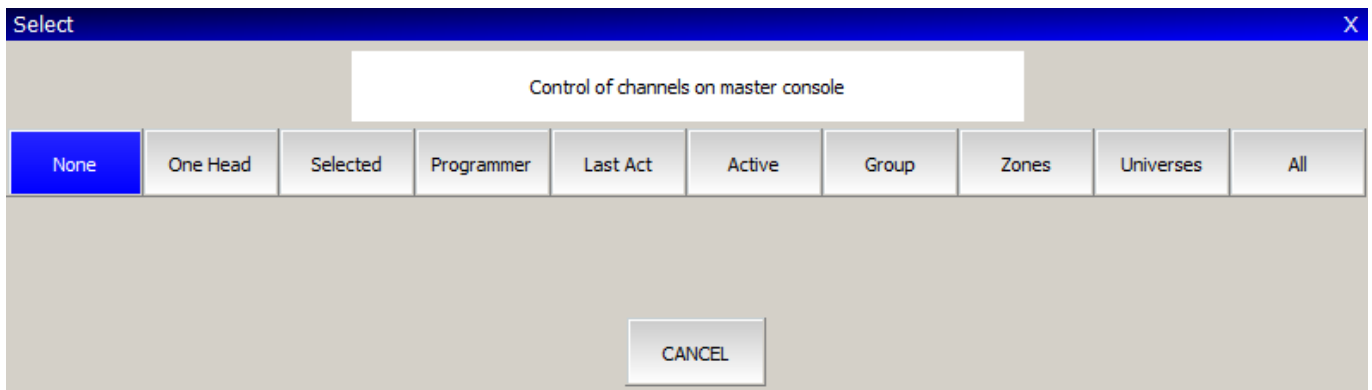 Select X
Control of channels on master console
None One Head Selected Programmer Last Act Active Group Zones Universes All
CANCEL